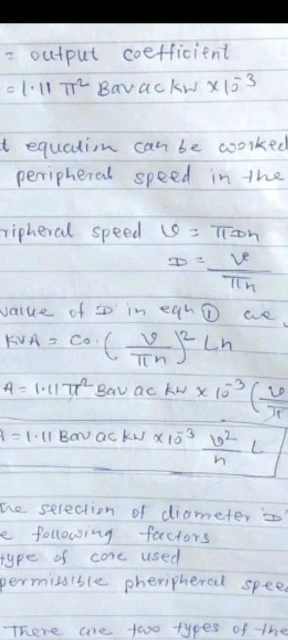 = output coefficient
= 1.11 π² Bav ac kw × 10⁻³
equation can be worked
peripheral speed in the
ripheral speed υ = πDn
D = υ / πn
value of D in eqn ① we
KVA = Co. (υ / πn)² Ln
A = 1.11 π² Bav ac kw × 10⁻³ (υ / π
A = 1.11 Bav ac kw × 10⁻³ υ² / n L
he selection of diameter 'D'
e following factors
type of core used
permissible pheripheral spee
There are two types of the